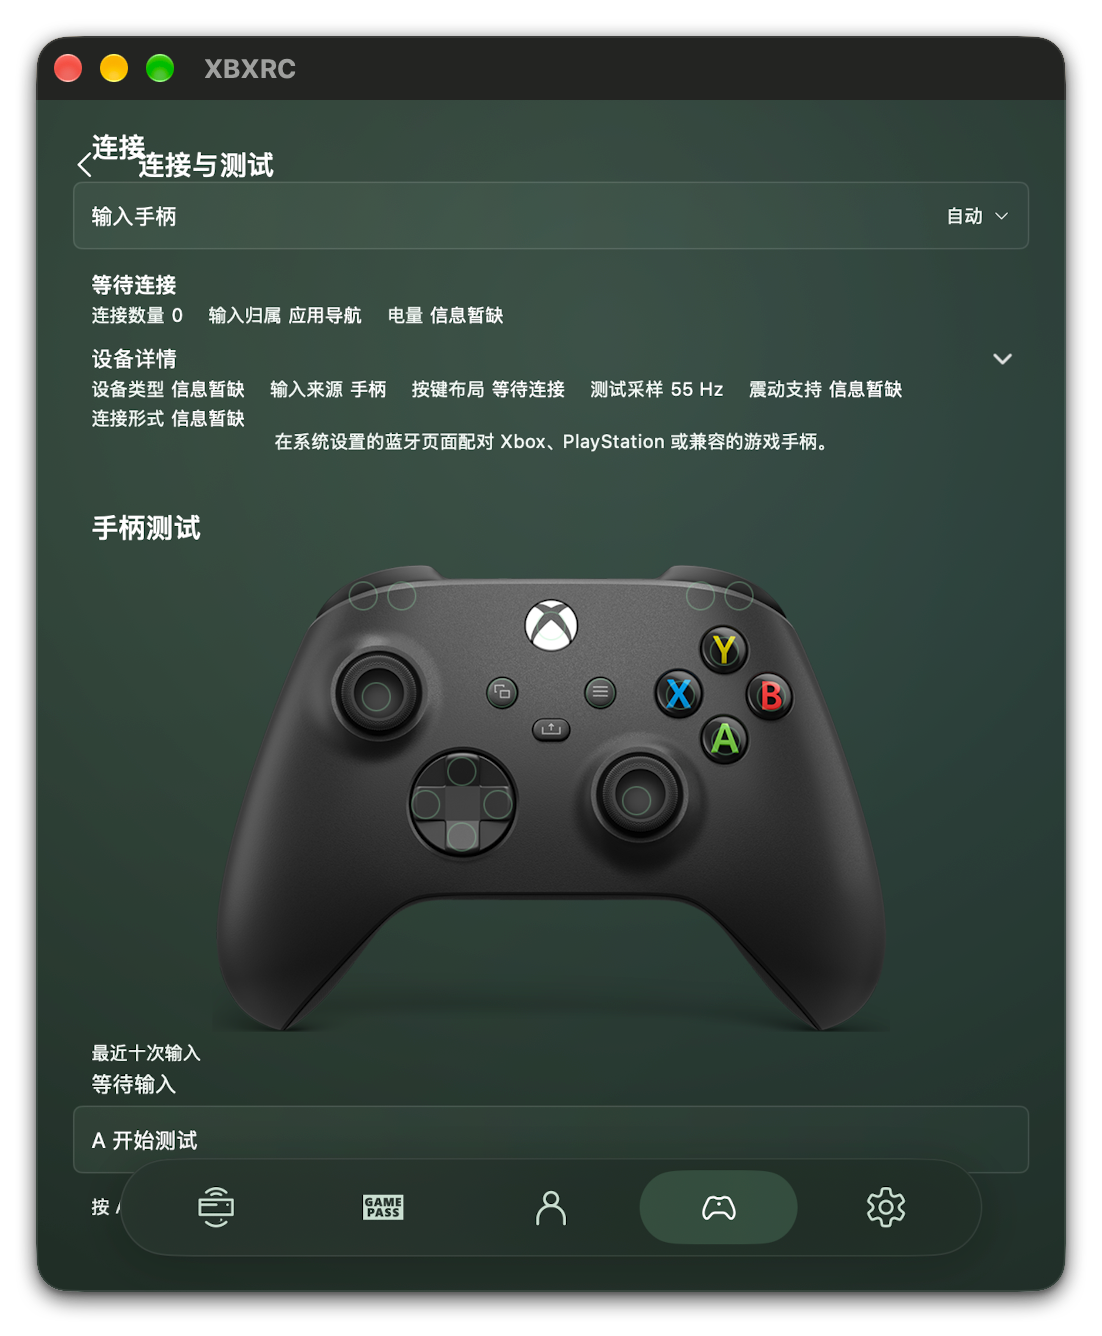 XBXRC
连接
连接与测试
输入手柄 自动
等待连接
连接数量 0 输入归属 应用导航 电量 信息暂缺
设备详情
设备类型 信息暂缺 输入来源 手柄 按键布局 等待连接 测试采样 55 Hz 震动支持 信息暂缺
连接形式 信息暂缺
在系统设置的蓝牙页面配对 Xbox、PlayStation 或兼容的游戏手柄。
手柄测试
Y
X B
A
最近十次输入
等待输入
A 开始测试
按
GAME
PASS